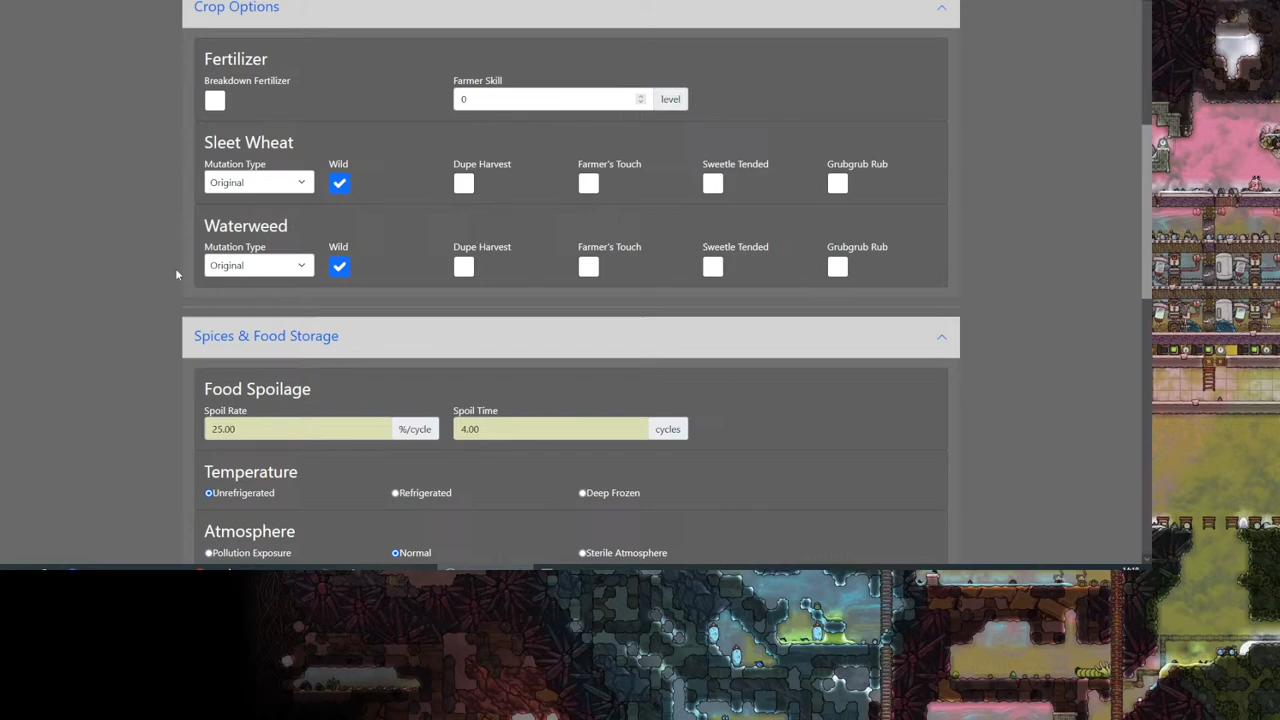 Crop Options
Fertilizer
Breakdown Fertilizer
Farmer Skill
0
level
Sleet Wheat
Mutation Type
Wild
Dupe Harvest
Farmer's Touch
Sweetle Tended
Grubgrub Rub
Original
Waterweed
Mutation Type
Wild
Dupe Harvest
Farmer's Touch
Sweetle Tended
Grubgrub Rub
Original
Spices & Food Storage
Food Spoilage
Spoil Rate
Spoil Time
25.00
%/cycle
4.00
cycles
Temperature
Unrefrigerated
Refrigerated
Deep Frozen
Atmosphere
Pollution Exposure
Normal
Sterile Atmosphere